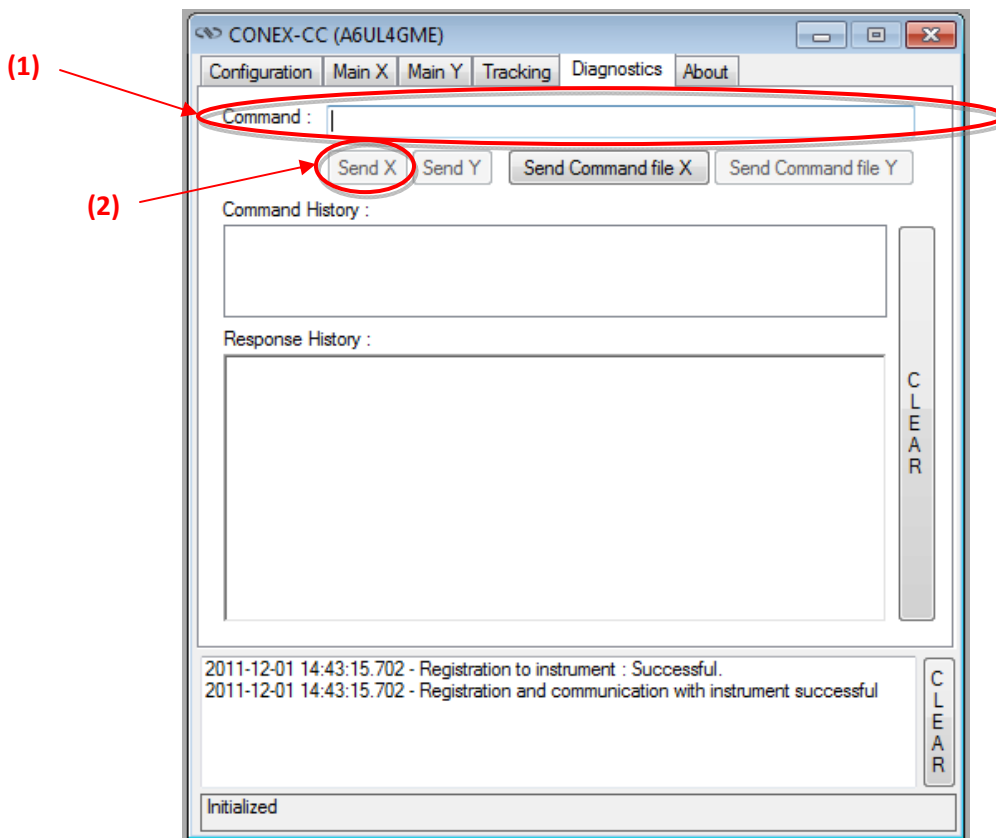 CONEX-CC (A6UL4GME)
(1)
Configuration Main X Main Y Tracking Diagnostics About
Command :
Send X Send Y Send Command file X Send Command file Y
(2)
Command History :
Response History :
C
L
E
A
R
2011-12-01 14:43:15.702 - Registration to instrument : Successful.
2011-12-01 14:43:15.702 - Registration and communication with instrument successful
C
L
E
A
R
Initialized